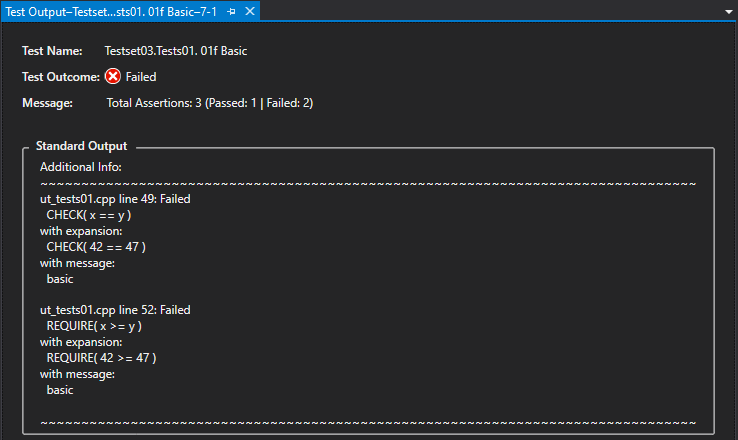 Test Output–Testset...sts01. 01f Basic–7-1
Test Name: Testset03.Tests01. 01f Basic
Test Outcome: Failed
Message: Total Assertions: 3 (Passed: 1 | Failed: 2)
Standard Output
Additional Info:
~~~~~~~~~~~~~~~~~~~~~~~~~~~~~~~~~~~~~~~~~~~~~~~~~~~~~~~~~~~~~~~~~~~~~~~~~~~~~~~~
ut_tests01.cpp line 49: Failed
CHECK( x == y )
with expansion:
CHECK( 42 == 47 )
with message:
basic
ut_tests01.cpp line 52: Failed
REQUIRE( x >= y )
with expansion:
REQUIRE( 42 >= 47 )
with message:
basic
~~~~~~~~~~~~~~~~~~~~~~~~~~~~~~~~~~~~~~~~~~~~~~~~~~~~~~~~~~~~~~~~~~~~~~~~~~~~~~~~